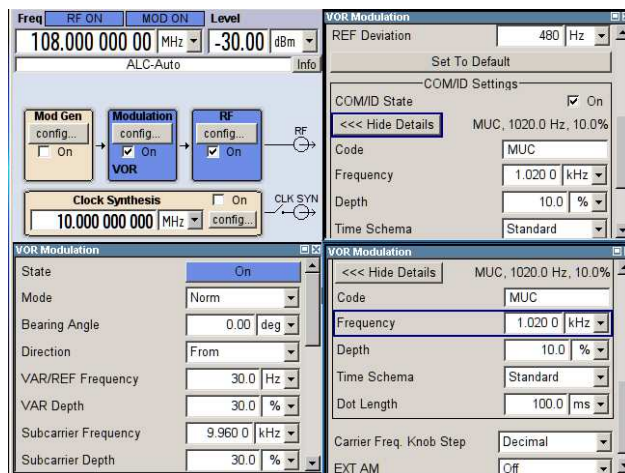 Freq RF ON MOD ON Level
108.000 000 00 MHz -30.00 dBm
ALC-Auto Info
Mod Gen
config...
On
Modulation
config...
On
VOR
RF
config...
On
RF
Clock Synthesis On
10.000 000 000 MHz config...
CLK SYN
VOR Modulation
REF Deviation 480 Hz
Set To Default
COM/ID Settings
COM/ID State On
<<< Hide Details MUC, 1020.0 Hz, 10.0%
Code MUC
Frequency 1.020 0 kHz
Depth 10.0 %
Time Schema Standard
VOR Modulation
State On
Mode Norm
Bearing Angle 0.00 deg
Direction From
VAR/REF Frequency 30.0 Hz
VAR Depth 30.0 %
Subcarrier Frequency 9.960 0 kHz
Subcarrier Depth 30.0 %
VOR Modulation
<<< Hide Details MUC, 1020.0 Hz, 10.0%
Code MUC
Frequency 1.020 0 kHz
Depth 10.0 %
Time Schema Standard
Dot Length 100.0 ms
Carrier Freq. Knob Step Decimal
EXT AM Off